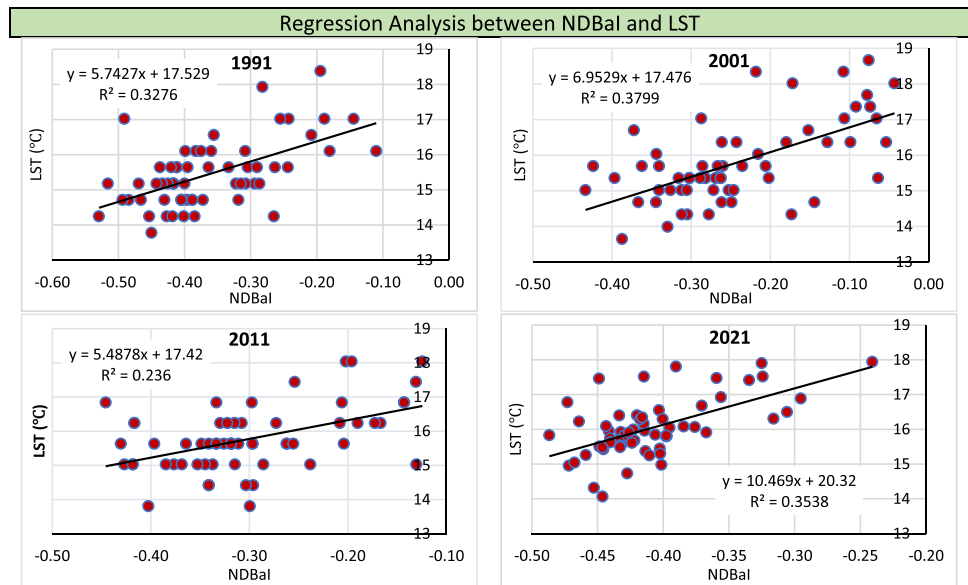 Regression Analysis between NDBaI and LST
1991
y = 5.7427x + 17.529
R² = 0.3276
LST (°C)
19
18
17
16
15
14
13
-0.60 -0.50 -0.40 -0.30 -0.20 -0.10 0.00
NDBaI
2001
y = 6.9529x + 17.476
R² = 0.3799
LST (°C)
19
18
17
16
15
14
13
-0.50 -0.40 -0.30 -0.20 -0.10 0.00
NDBaI
2011
y = 5.4878x + 17.42
R² = 0.236
LST (°C)
19
18
17
16
15
14
13
-0.50 -0.40 -0.30 -0.20 -0.10
NDBaI
2021
LST (°C)
19
18
17
16
15
14
13
y = 10.469x + 20.32
R² = 0.3538
-0.50 -0.45 -0.40 -0.35 -0.30 -0.25 -0.20
NDBaI